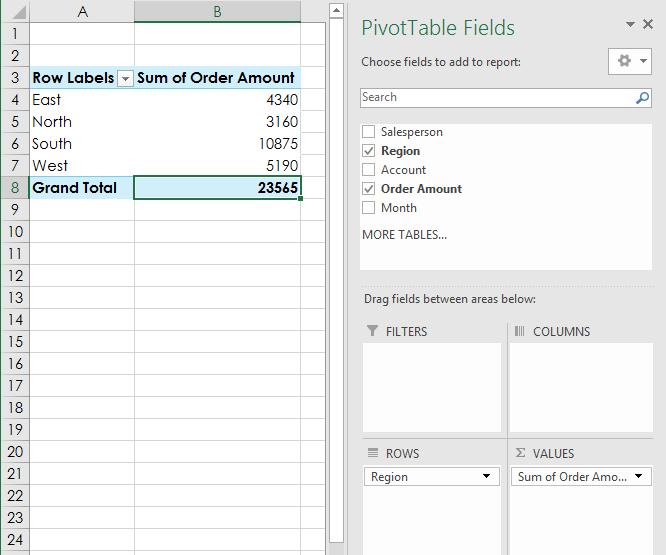 A B
1
2
3 Row Labels Sum of Order Amount
4 East 4340
5 North 3160
6 South 10875
7 West 5190
8 Grand Total 23565
9
10
11
12
13
14
15
16
17
18
19
20
21
22
23
24
PivotTable Fields
Choose fields to add to report:
Search
Salesperson
Region
Account
Order Amount
Month
MORE TABLES...
Drag fields between areas below:
FILTERS COLUMNS
ROWS Σ VALUES
Region Sum of Order Amo...